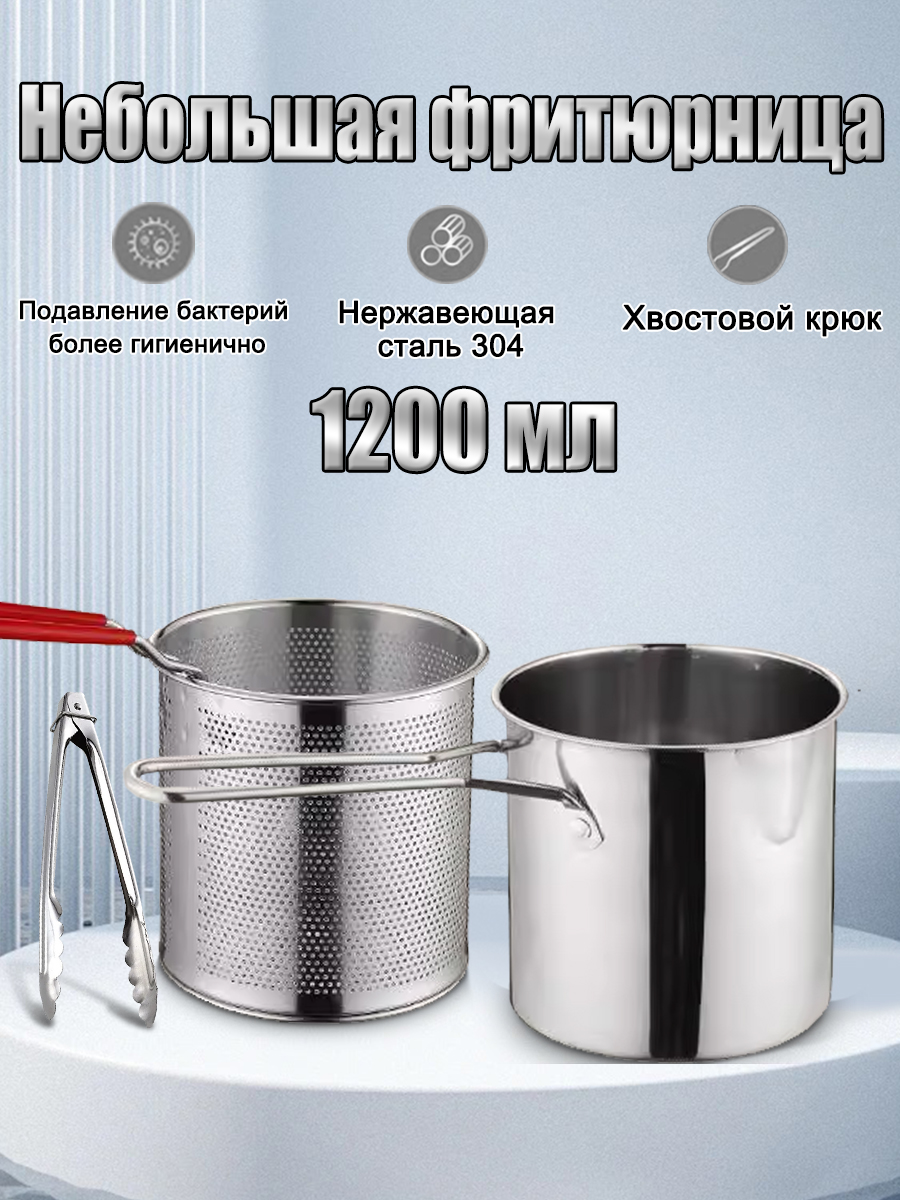 Небольшая фритюрница
Подавление бактерий
более гигиенично
Нержавеющая
сталь 304
Хвостовой крюк
1200 мл